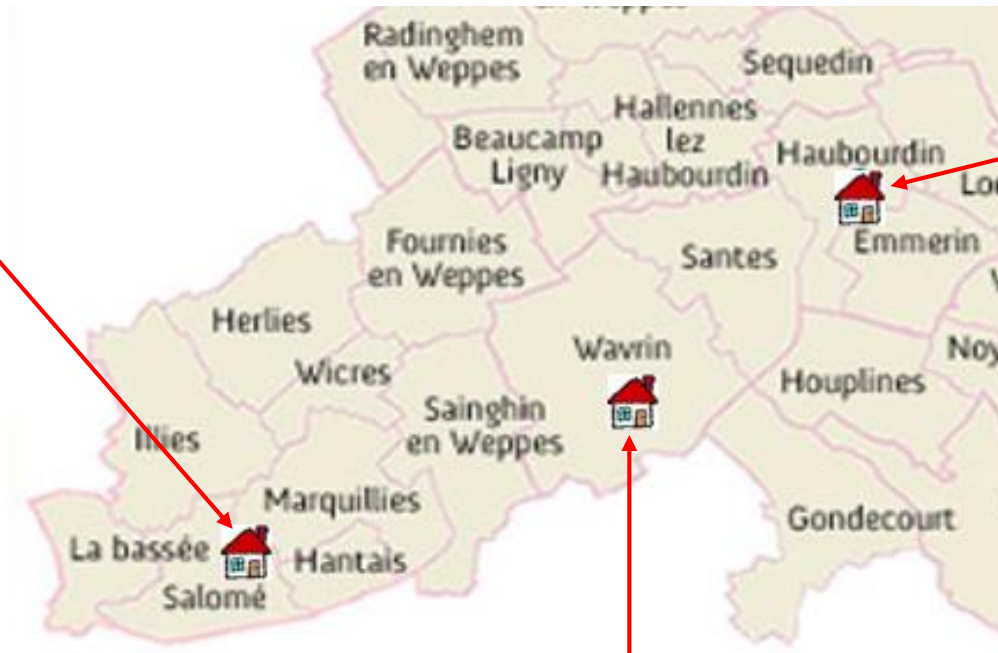 Radinghem
en Weppes
Sequedin
Hallennes
lez
Haubourdin
Beaucamp
Ligny
Haubourdin
Emmerin
Santes
Fournies
en Weppes
Herlies
Wicres
Wavrin
Houplines
Sainghin
en Weppes
Illies
Marquillies
Gondecourt
La bassée
Hantais
Salomé